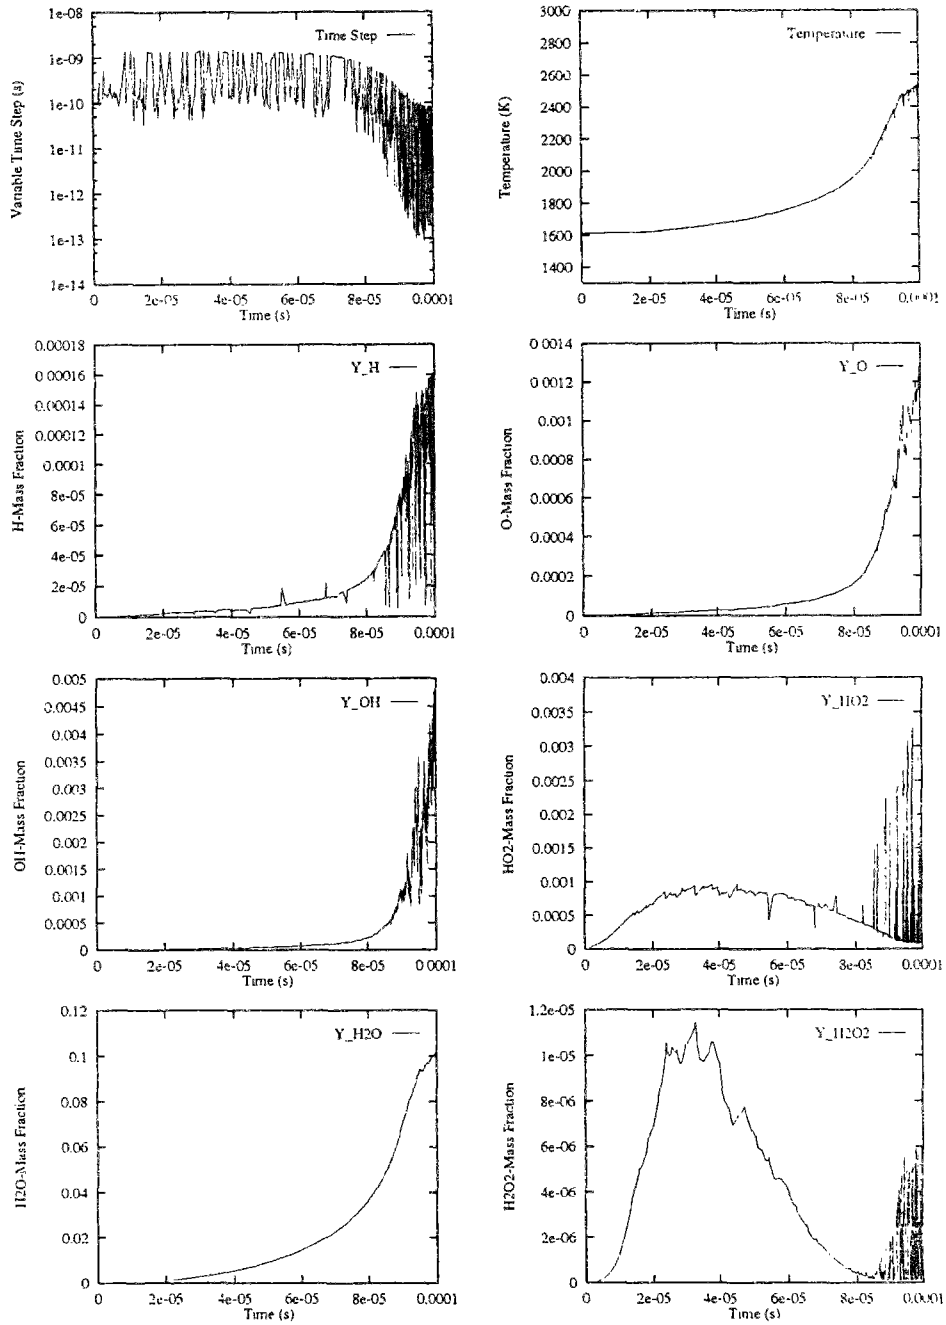 1e-08
1e-09
1e-10
1e-11
1e-12
1e-13
1e-14
Variable Time Step (s)
Time Step
0 2e-05 4e-05 6e-05 8e-05 0.0001
Time (s)
3000
2800
2600
2400
2200
2000
1800
1600
1400
Temperature (K)
Temperature
0 2e-05 4e-05 6e-05 8e-05 0.0001
Time (s)
0.00018
0.00016
0.00014
0.00012
0.0001
8e-05
6e-05
4e-05
2e-05
0
H-Mass Fraction
Y_H
0 2e-05 4e-05 6e-05 8e-05 0.0001
Time (s)
0.0014
0.0012
0.001
0.0008
0.0006
0.0004
0.0002
0
O-Mass Fraction
Y_O
0 2e-05 4e-05 6e-05 8e-05 0.0001
Time (s)
0.005
0.0045
0.004
0.0035
0.003
0.0025
0.002
0.0015
0.001
0.0005
0
OH-Mass Fraction
Y_OH
0 2e-05 4e-05 6e-05 8e-05 0.0001
Time (s)
0.004
0.0035
0.003
0.0025
0.002
0.0015
0.001
0.0005
0
HO2-Mass Fraction
Y_HO2
0 2e-05 4e-05 6e-05 8e-05 0.0001
Time (s)
0.12
0.1
0.08
0.06
0.04
0.02
0
H2O-Mass Fraction
Y_H2O
0 2e-05 4e-05 6e-05 8e-05 0.0001
Time (s)
1.2e-05
1e-05
8e-06
6e-06
4e-06
2e-06
0
H2O2-Mass Fraction
Y_H2O2
0 2e-05 4e-05 6e-05 8e-05 0.0001
Time (s)